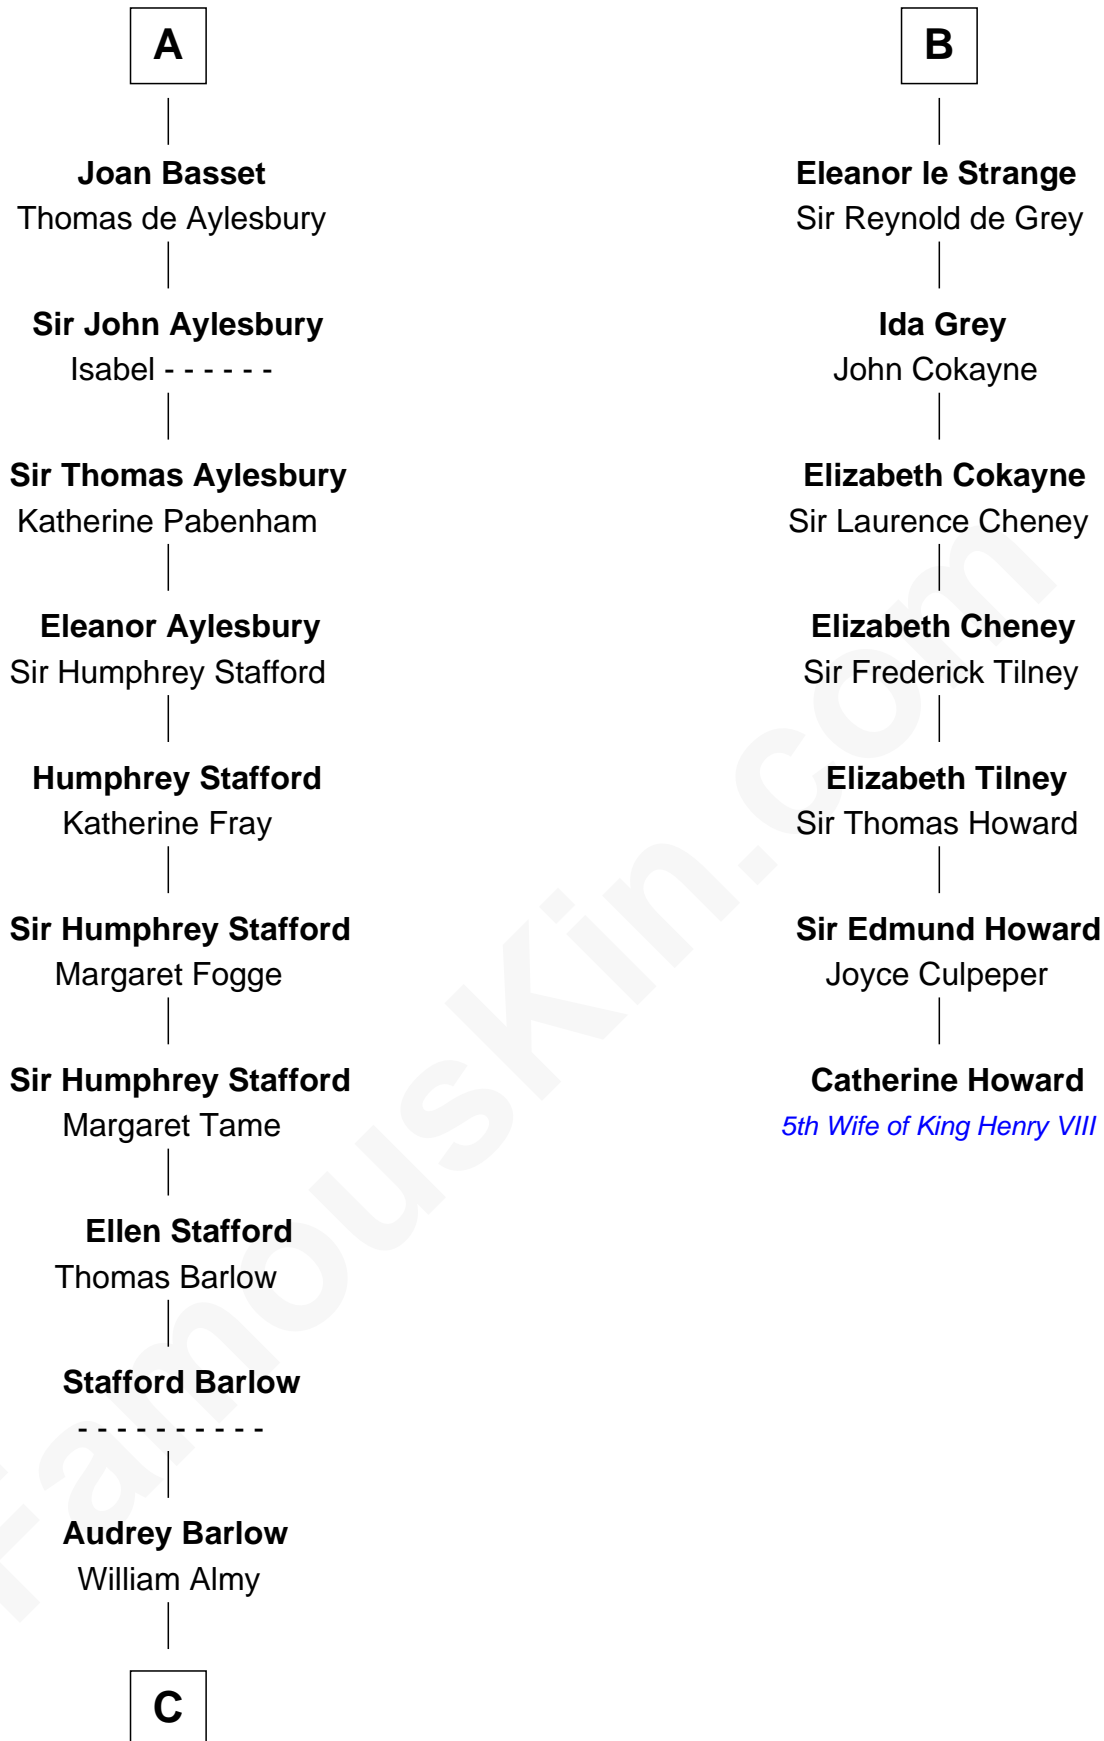 A
Joan Basset
Thomas de Aylesbury
Sir John Aylesbury
Isabel - - - - - -
Sir Thomas Aylesbury
Katherine Pabenham
Eleanor Aylesbury
Sir Humphrey Stafford
Humphrey Stafford
Katherine Fray
Sir Humphrey Stafford
Margaret Fogge
Sir Humphrey Stafford
Margaret Tame
Ellen Stafford
Thomas Barlow
Stafford Barlow
- - - - - - - - - -
Audrey Barlow
William Almy
C
B
Eleanor le Strange
Sir Reynold de Grey
Ida Grey
John Cokayne
Elizabeth Cokayne
Sir Laurence Cheney
Elizabeth Cheney
Sir Frederick Tilney
Elizabeth Tilney
Sir Thomas Howard
Sir Edmund Howard
Joyce Culpeper
Catherine Howard
5th Wife of King Henry VIII
FamousKin.com